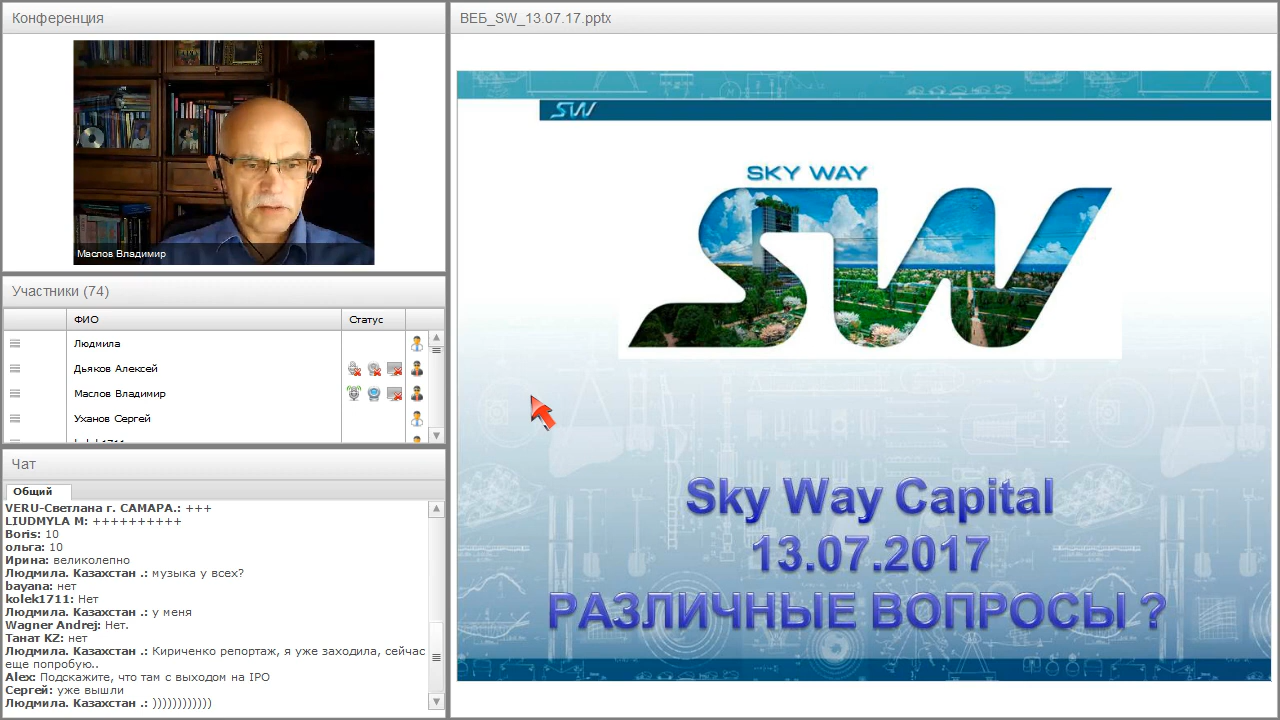 Конференция
Маслов Владимир
Участники (74)
ФИО
Статус
Людмила
Дьяков Алексей
Маслов Владимир
Уханов Сергей
Чат
Общий
VERU-Светлана г. САМАРА.: +++
LIUDMYLA M: ++++++++++
Boris: 10
ольга: 10
Ирина: великолепно
Людмила. Казахстан .: музыка у всех?
bayana: нет
kolek1711: Нет
Людмила. Казахстан .: у меня
Wagner Andrej: Нет.
Танат KZ: нет
Людмила. Казахстан .: Кириченко репортаж, я уже заходила, сейчас
еще попробую..
Alex: Подскажите, что там с выходом на IPO
Сергей: уже вышли
Людмила. Казахстан .: ))))))))))))
ВЕБ_SW_13.07.17.pptx
SW
SKY WAY
SW
Sky Way Capital
13.07.2017
РАЗЛИЧНЫЕ ВОПРОСЫ ?